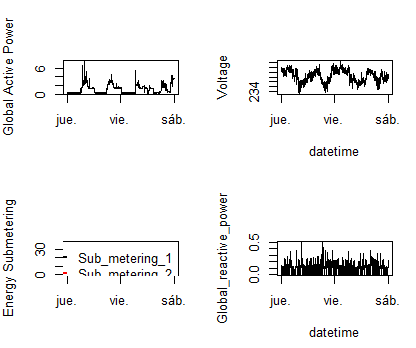 Global Active Power
6
0
jue.
vie.
sáb.
Voltage
234
jue.
vie.
sáb.
datetime
Energy Submetering
30
0
Sub_metering_1
Sub_metering_2
jue.
vie.
sáb.
Global_reactive_power
0.5
0.0
jue.
vie.
sáb.
datetime